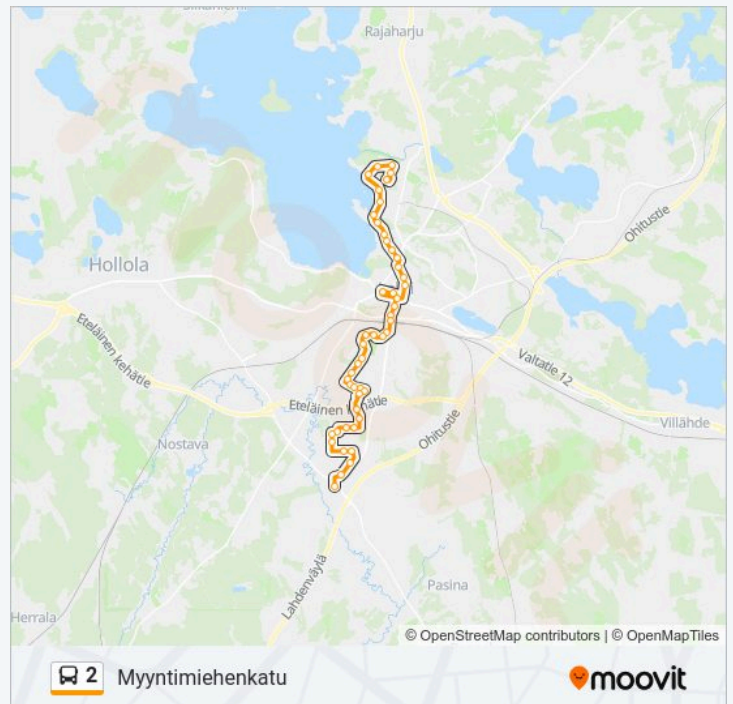 Rajaharju
Ohitustie
Hollola
Eteläinen kehätie
Valtatie 12
Eteläinen kehätie
Villähde
Ohitustie
Nostava
Lahdenväylä
Pasina
Herrala
© OpenStreetMap contributors | © OpenMapTiles
2 Myyntimiehenkatu
moovit